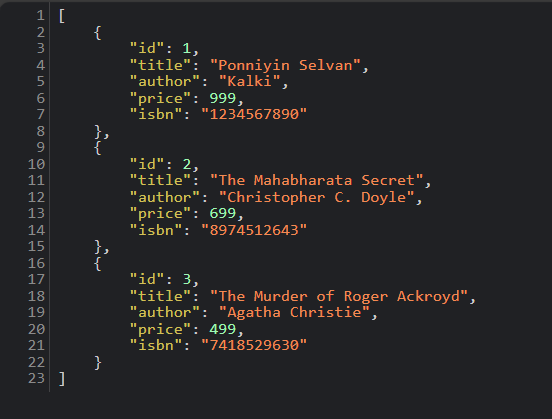 1 [
2     {
3         "id": 1,
4         "title": "Ponniyin Selvan",
5         "author": "Kalki",
6         "price": 999,
7         "isbn": "1234567890"
8     },
9     {
10         "id": 2,
11         "title": "The Mahabharata Secret",
12         "author": "Christopher C. Doyle",
13         "price": 699,
14         "isbn": "8974512643"
15     },
16     {
17         "id": 3,
18         "title": "The Murder of Roger Ackroyd",
19         "author": "Agatha Christie",
20         "price": 499,
21         "isbn": "7418529630"
22     }
23 ]